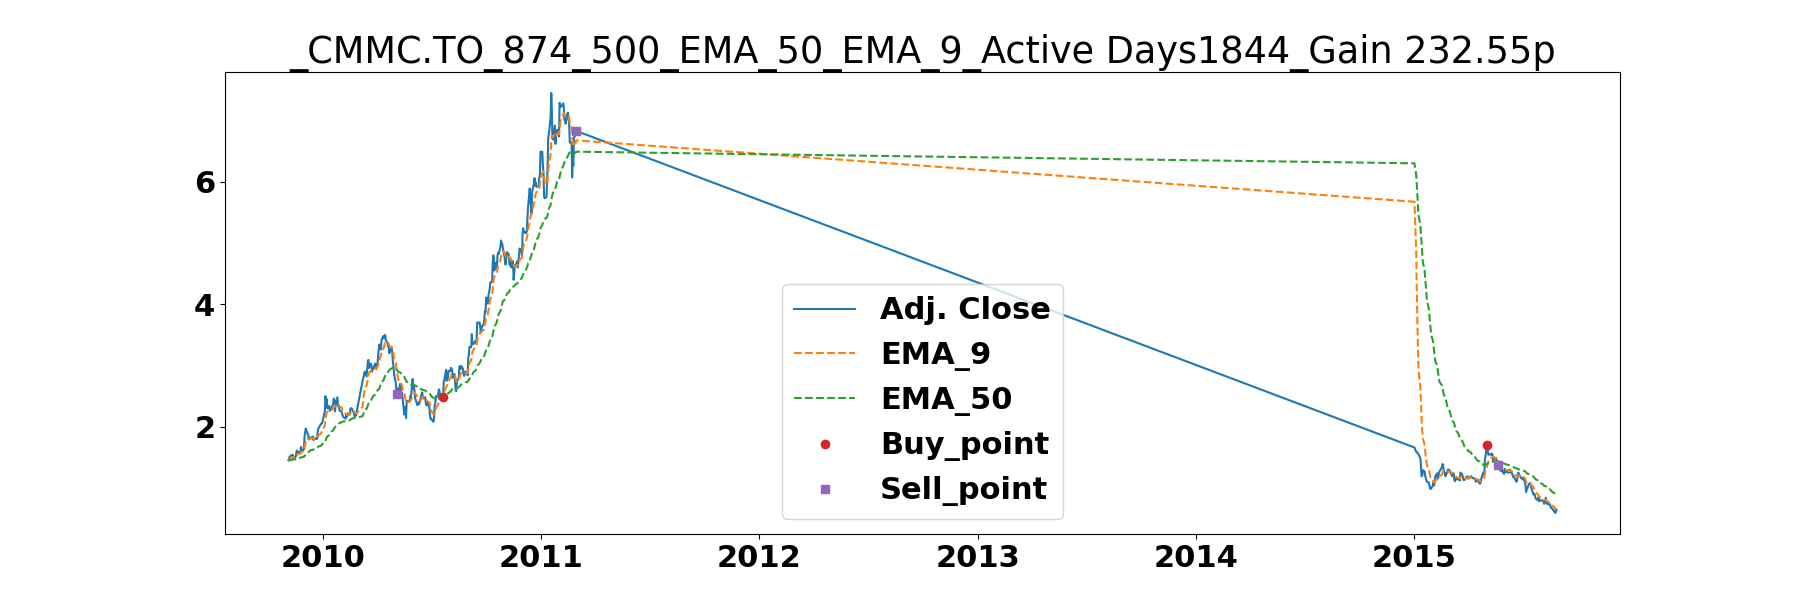 _CMMC.TO_874_500_EMA_50_EMA_9_Active Days1844_Gain 232.55p
6
4
2
Adj. Close
EMA_9
EMA_50
Buy_point
Sell_point
2010 2011 2012 2013 2014 2015